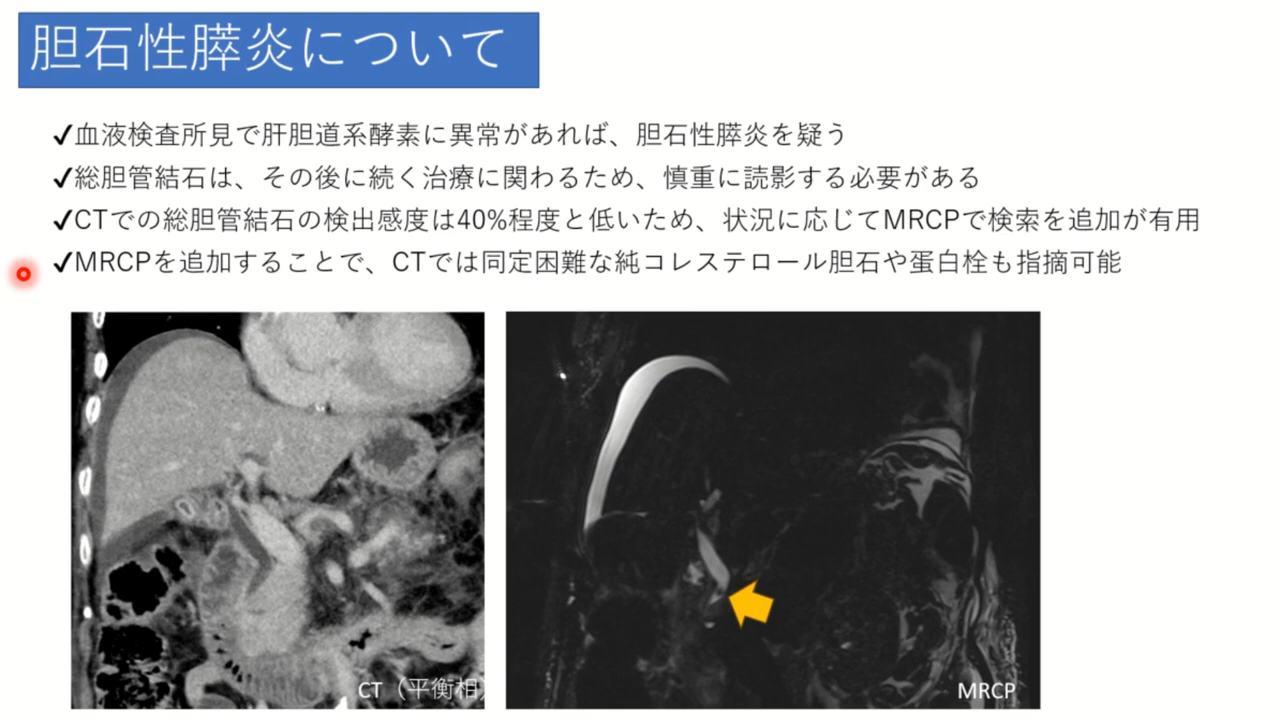 胆石性膵炎について
✓血液検査所見で肝胆道系酵素に異常があれば、胆石性膵炎を疑う
✓総胆管結石は、その後に続く治療に関わるため、慎重に読影する必要がある
✓CTでの総胆管結石の検出感度は40%程度と低いため、状況に応じてMRCPで検索を追加が有用
✓MRCPを追加することで、CTでは同定困難な純コレステロール胆石や蛋白栓も指摘可能
CT（平衡相）
MRCP